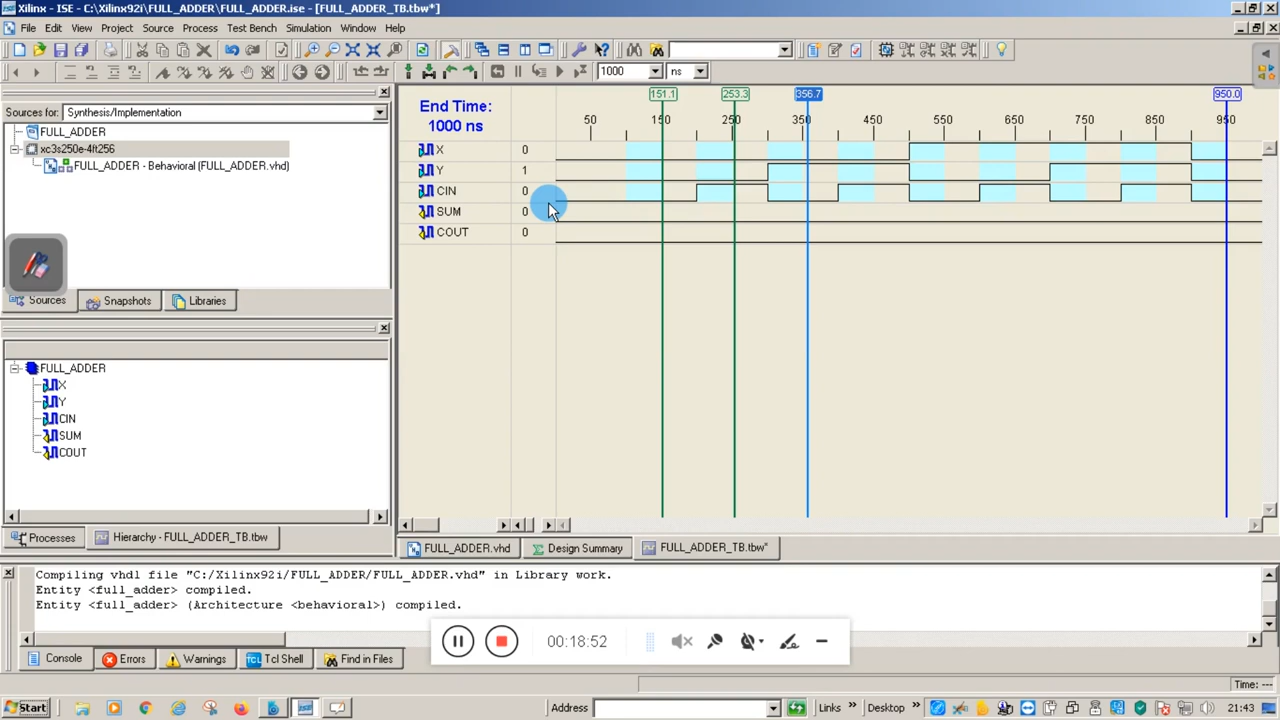 Xilinx - ISE - C:\Xilinx92i\FULL_ADDER\FULL_ADDER.ise - [FULL_ADDER_TB.tbw*]
File Edit View Project Source Process Test Bench Simulation Window Help
1000 ns
Sources for: Synthesis/Implementation
FULL_ADDER
xc3s250e-4ft256
FULL_ADDER - Behavioral (FULL_ADDER.vhd)
Sources Snapshots Libraries
FULL_ADDER
X
Y
CIN
SUM
COUT
Processes Hierarchy - FULL_ADDER_TB.tbw
End Time:
1000 ns
151.1 253.3 356.7 950.0
50 150 250 350 450 550 650 750 850 950
X 0
Y 1
CIN 0
SUM 0
COUT 0
FULL_ADDER.vhd Design Summary FULL_ADDER_TB.tbw*
Compiling vhdl file "C:/Xilinx92i/FULL_ADDER/FULL_ADDER.vhd" in Library work.
Entity <full_adder> compiled.
Entity <full_adder> (Architecture <behavioral>) compiled.
00:18:52
Console Errors Warnings TCL Tcl Shell Find in Files
Time: ---
Start ISE Address Links » Desktop » 21:43